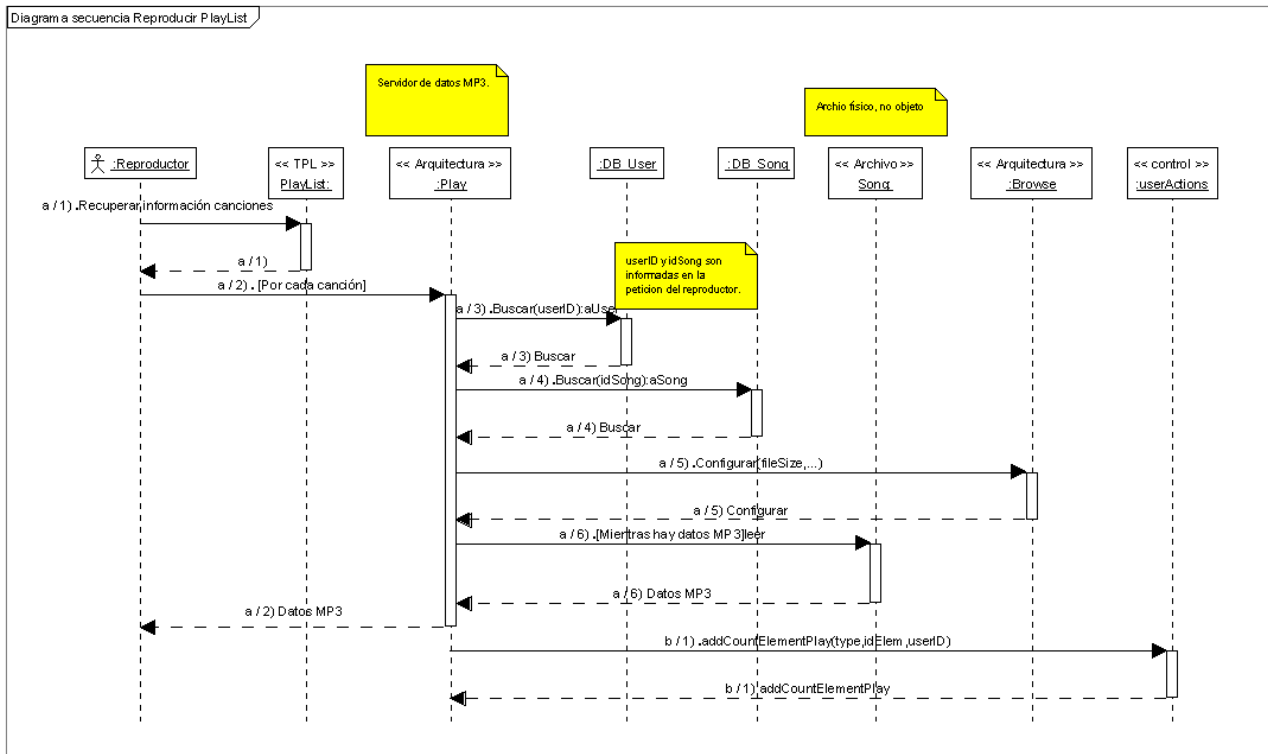 Diagrama secuencia Reproducir PlayList
Servidor de datos MP3.
Archio físico, no objeto
:Reproductor
<< TPL >>
PlayList:
<< Arquitectura >>
:Play
:DB_User
:DB_Song
<< Archivo >>
Song:
<< Arquitectura >>
:Browse
<< control >>
:userActions
a / 1) .Recuperar información canciones
a / 1)
userID y idSong son
informadas en la
peticion del reproductor.
a / 2) . [Por cada canción]
a / 3) .Buscar(userID):aUser
a / 3) Buscar
a / 4) .Buscar(idSong):aSong
a / 4) Buscar
a / 5) .Configurar(fileSize,...)
a / 5) Configurar
a / 6) .[Mientras hay datos MP3]leer
a / 6) Datos MP3
a / 2) Datos MP3
b / 1) .addCountElementPlay(type,idElem,userID)
b / 1) addCountElementPlay